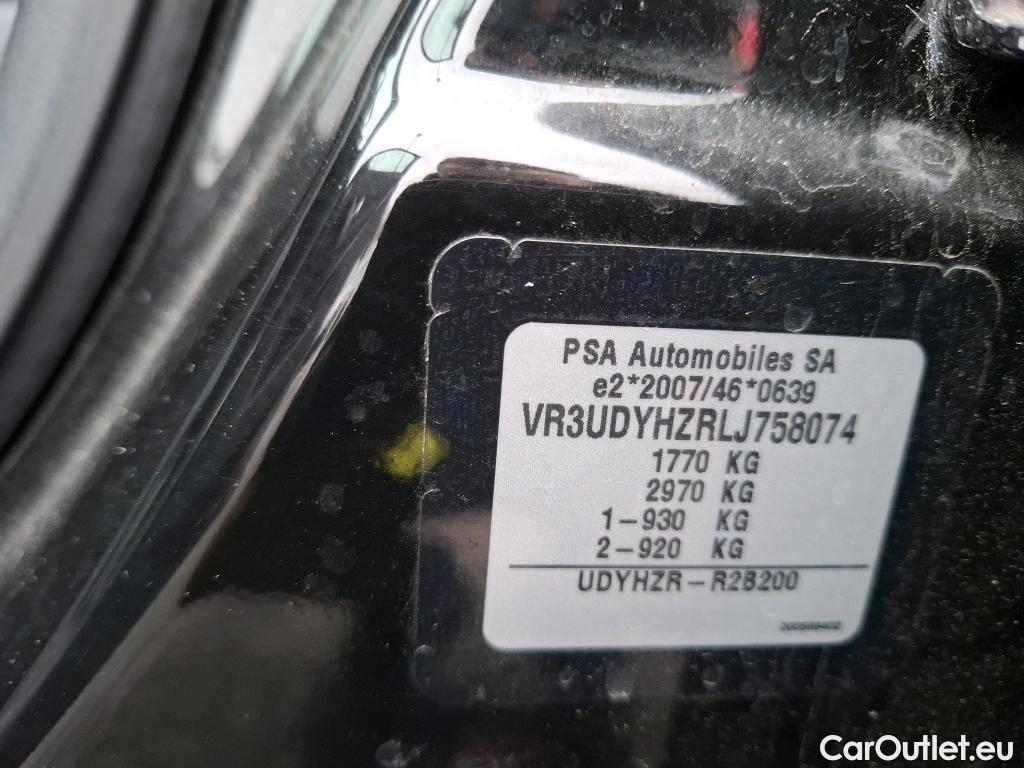 PSA Automobiles SA
e2*2007/46*0639
VR3UDYHZRLJ758074
1770 KG
2970 KG
1-930 KG
2-920 KG
UDYHZR-R2B200
CarOutlet.eu